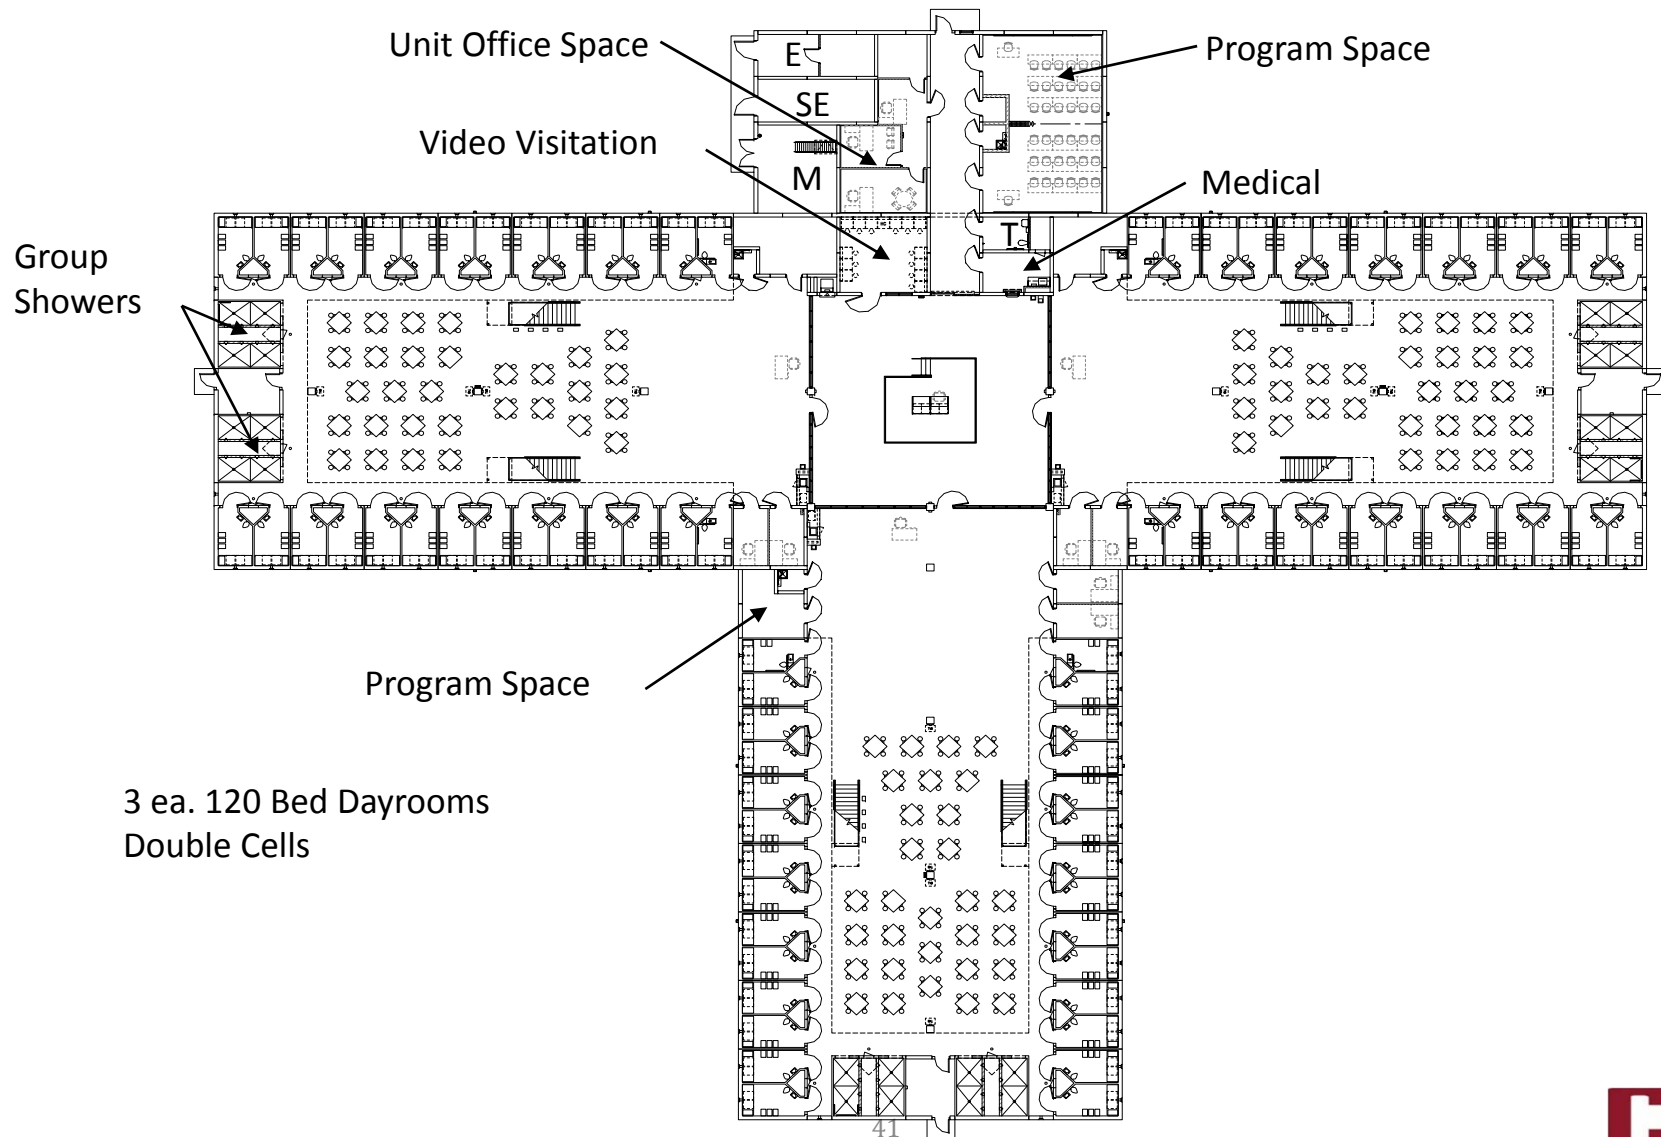 Unit Office Space
Program Space
E
SE
Video Visitation
M
Medical
T
Group
Showers
Program Space
3 ea. 120 Bed Dayrooms
Double Cells
41